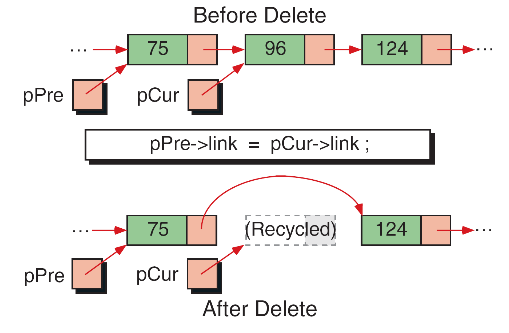 Before Delete
... 75 96 124 ...
pPre pCur
pPre->link = pCur->link ;
... 75 (Recycled) 124 ...
pPre pCur
After Delete